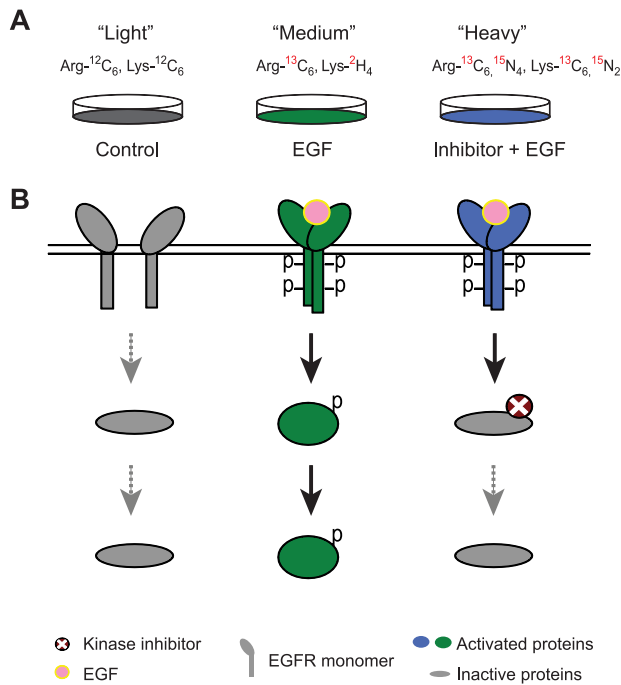 A
“Light” “Medium” “Heavy”
Arg-¹²C₆, Lys-¹²C₆ Arg-¹³C₆, Lys-²H₄ Arg-¹³C₆,¹⁵N₄, Lys-¹³C₆,¹⁵N₂
Control EGF Inhibitor + EGF
B
p p p p
p p p p
p
p
Kinase inhibitor EGFR monomer Activated proteins
EGF Inactive proteins